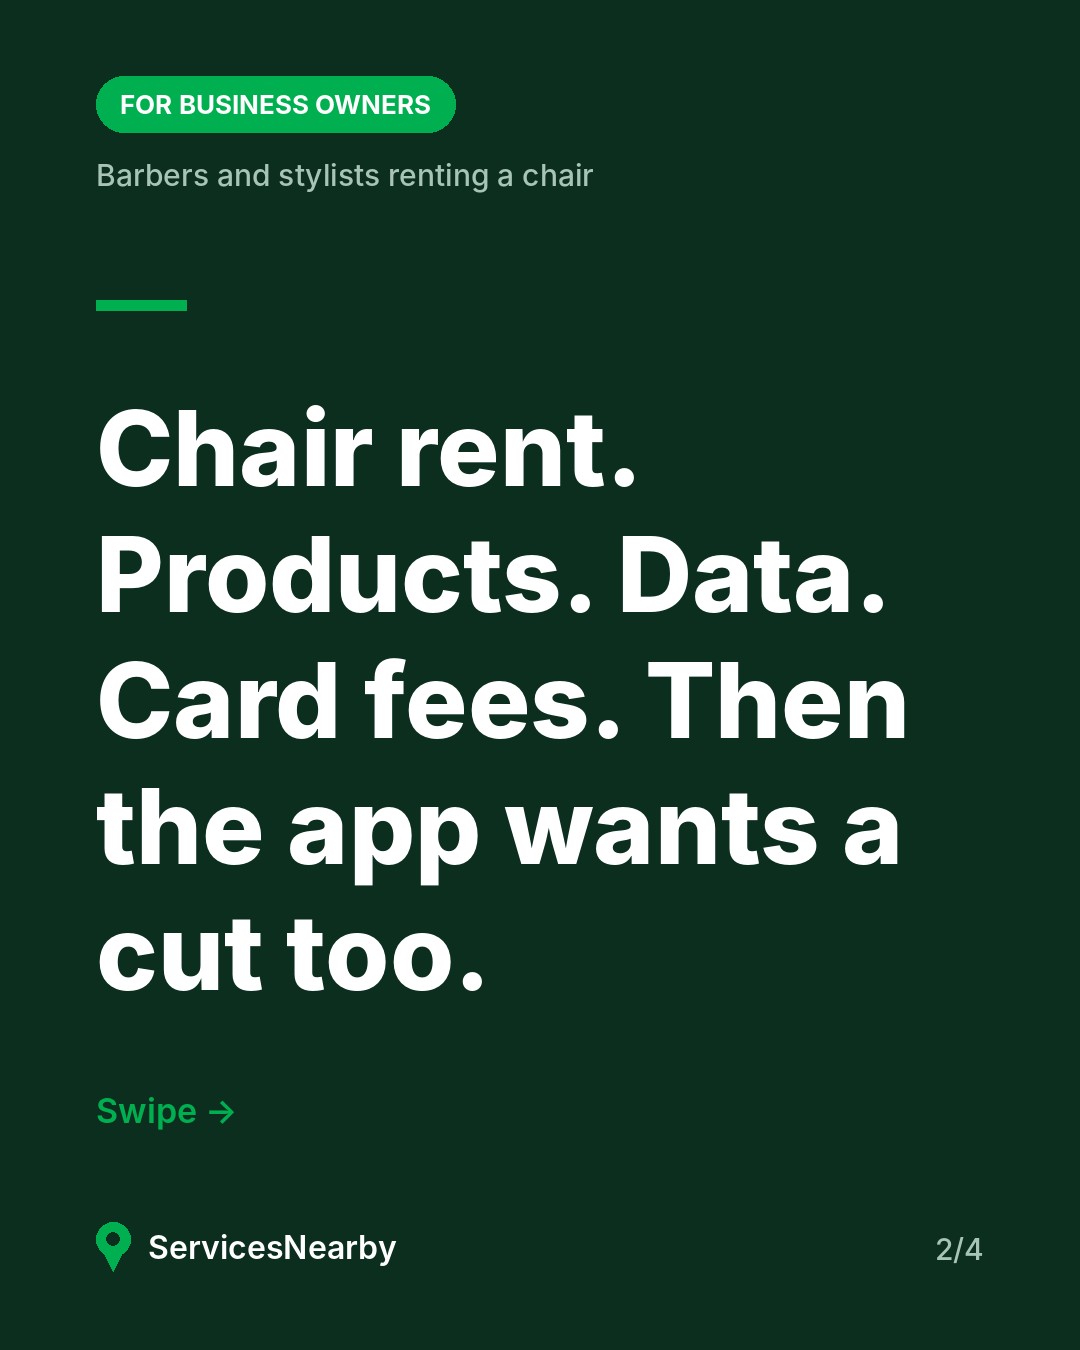 FOR BUSINESS OWNERS
Barbers and stylists renting a chair
Chair rent.
Products. Data.
Card fees. Then
the app wants a
cut too.
Swipe →
ServicesNearby
2/4